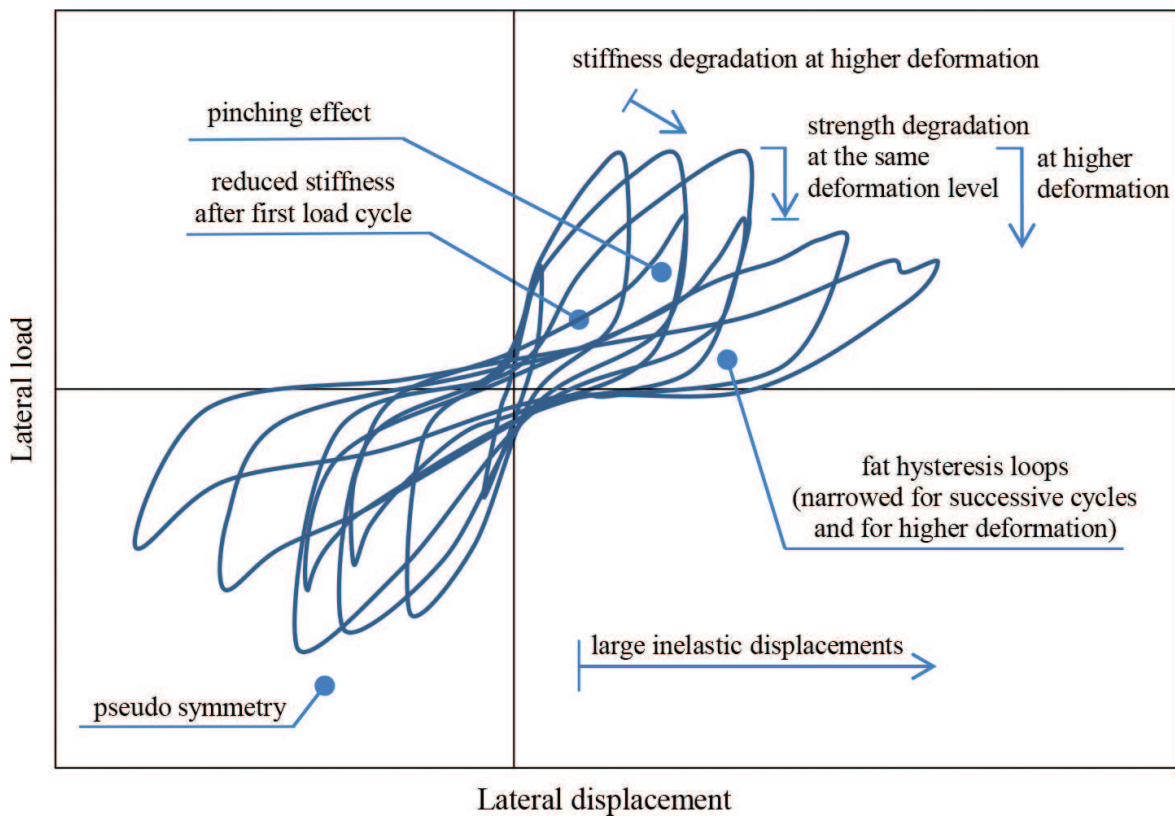 stiffness degradation at higher deformation
pinching effect
strength degradation
at the same
deformation level
at higher
deformation
reduced stiffness
after first load cycle
Lateral load
fat hysteresis loops
(narrowed for successive cycles
and for higher deformation)
large inelastic displacements
pseudo symmetry
Lateral displacement